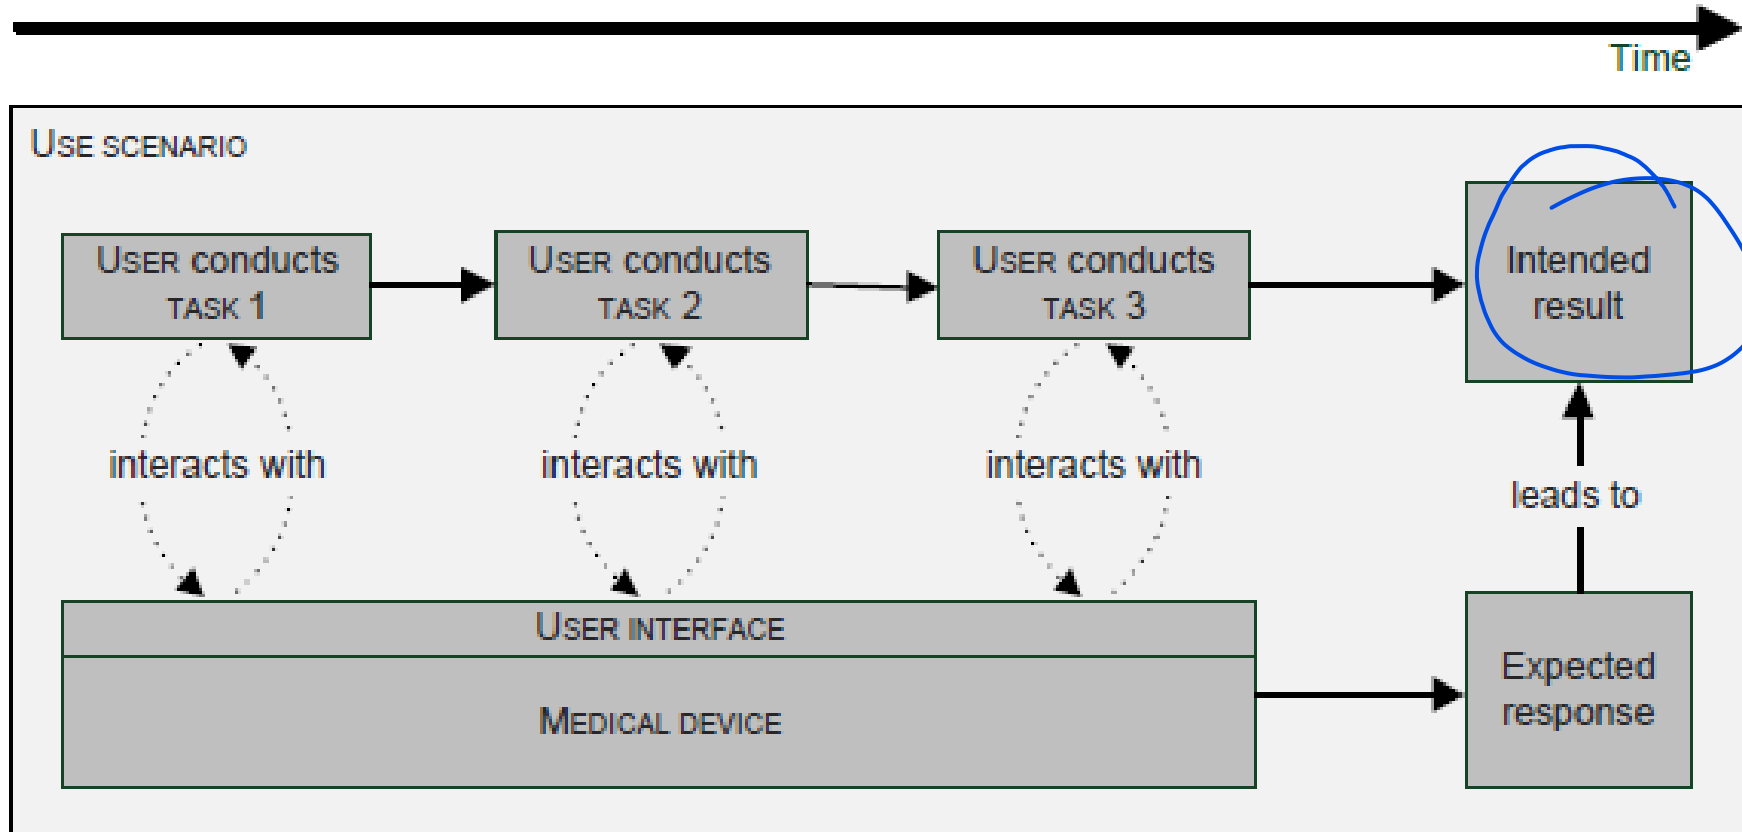 Time
USE SCENARIO
USER conducts
TASK 1
USER conducts
TASK 2
USER conducts
TASK 3
Intended
result
interacts with
interacts with
interacts with
leads to
USER INTERFACE
MEDICAL DEVICE
Expected
response